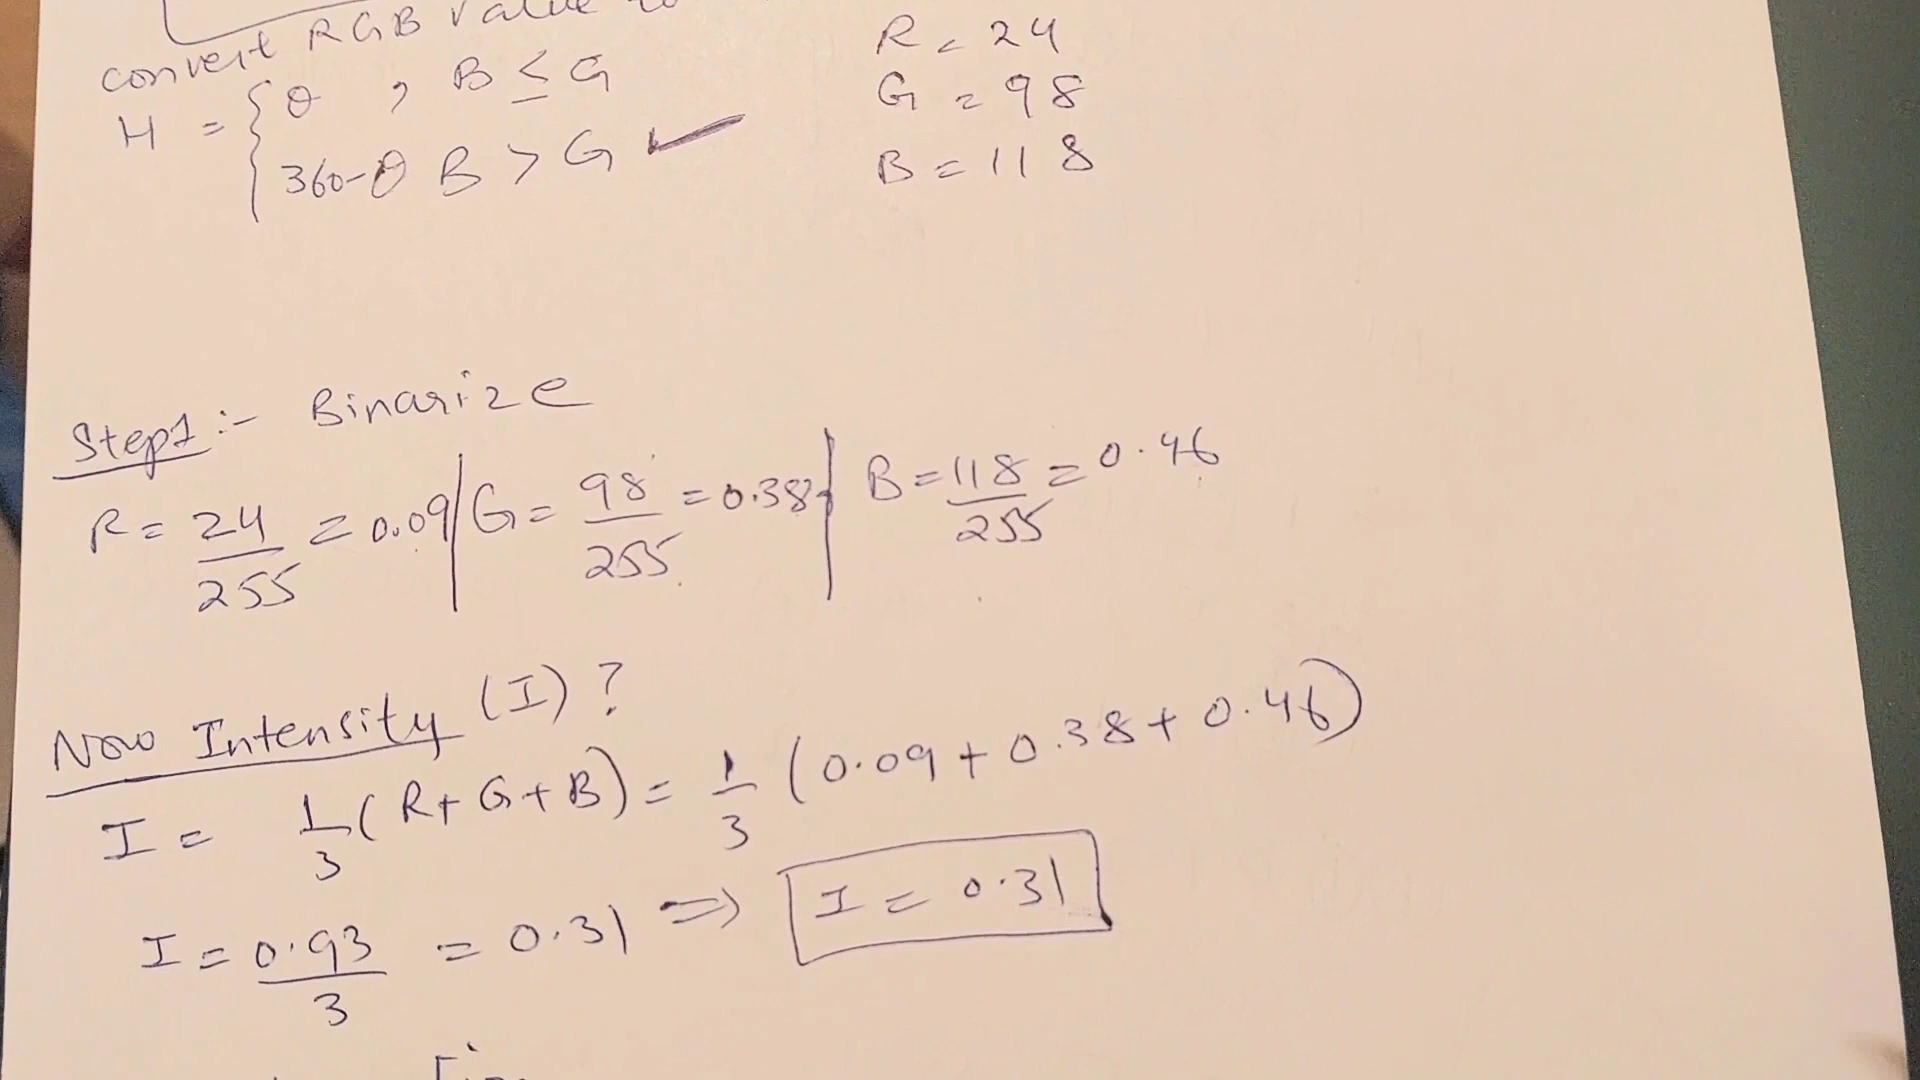 convert RGB value to
H = { θ , B ≤ G
360-θ B > G ✓
R = 24
G = 98
B = 118
Step1 :- Binarize
R = 24/255 = 0.09 | G = 98/255 = 0.38 | B = 118/255 = 0.46
Now Intensity (I) ?
I = 1/3 (R+G+B) = 1/3 (0.09 + 0.38 + 0.46)
I = 0.93/3 = 0.31 => I = 0.31